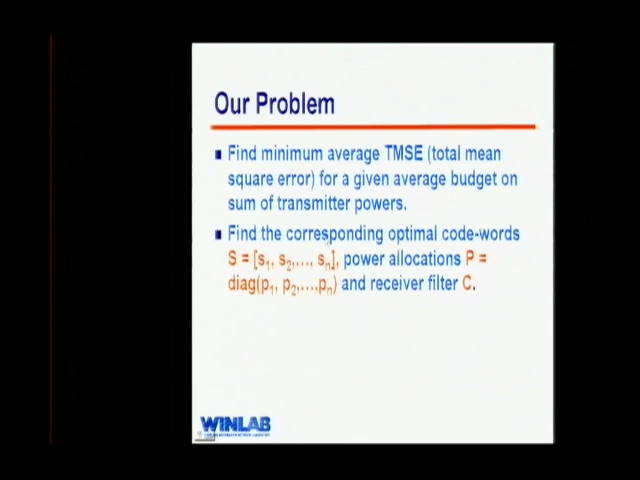 Our Problem
Find minimum average TMSE (total mean
square error) for a given average budget on
sum of transmitter powers.
Find the corresponding optimal code-words
S = [s1, s2,..., sn], power allocations P =
diag(p1, p2,...,pn) and receiver filter C.
WINLAB